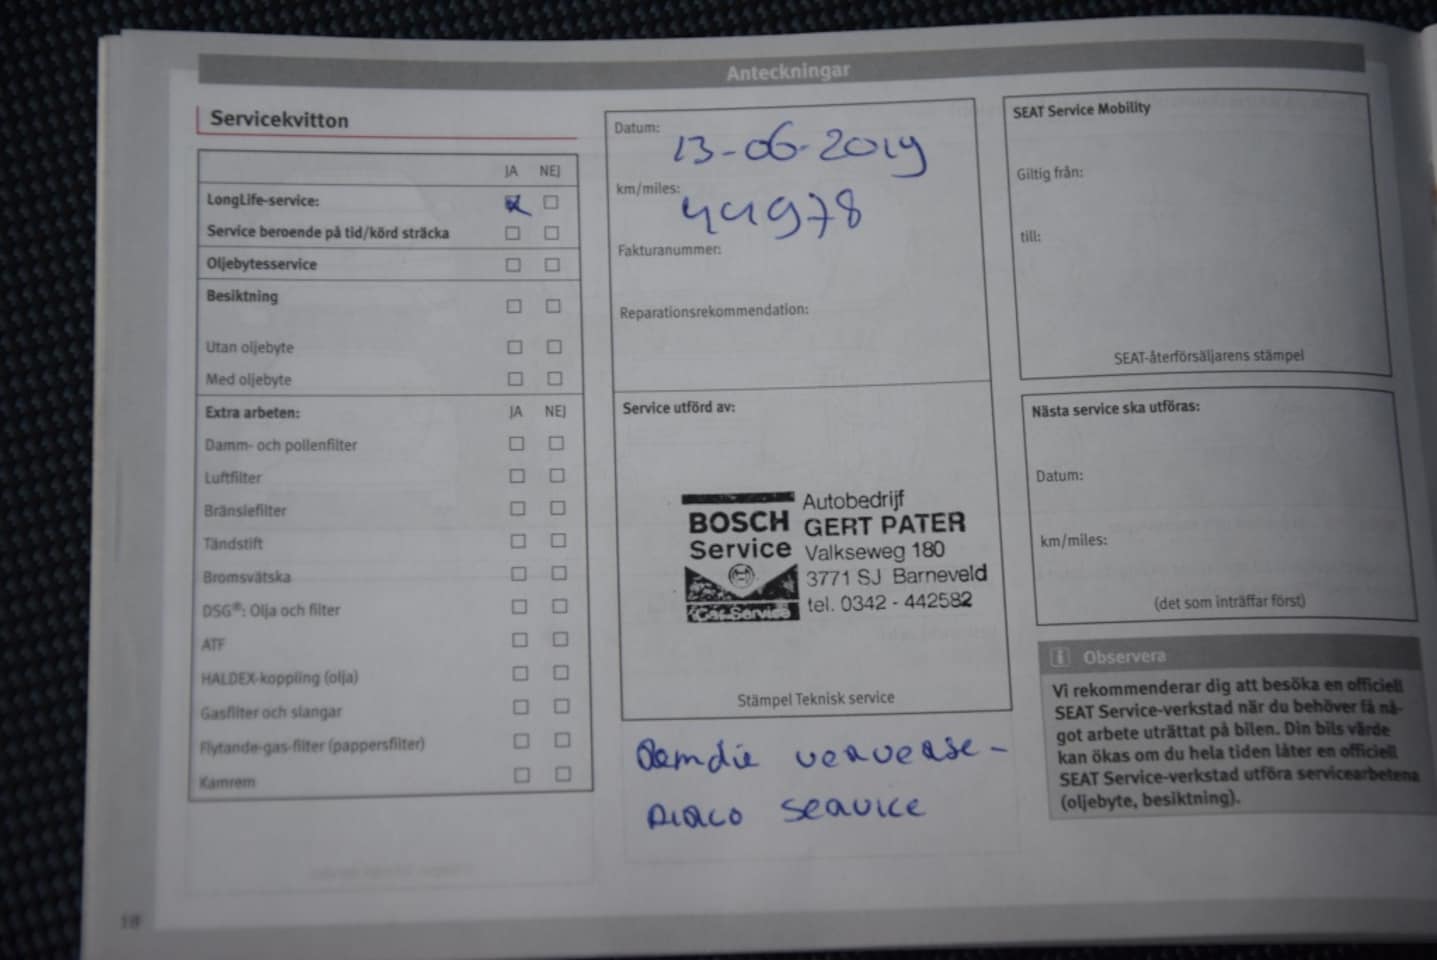 Anteckningar
Servicekvitton
JA NEJ
LongLife-service:
Service beroende på tid/körd sträcka
Oljebytesservice
Besiktning
Utan oljebyte
Med oljebyte
Extra arbeten: JA NEJ
Damm- och pollenfilter
Luftfilter
Bränslefilter
Tändstift
Bromsvätska
DSG®: Olja och filter
ATF
HALDEX-koppling (olja)
Gasfilter och slangar
Flytande-gas-filter (pappersfilter)
Kamrem
Datum: 13-06-2019
km/miles: 44978
Fakturanummer:
Reparationsrekommendation:
Service utförd av:
BOSCH
Service
Car Service
Autobedrijf
GERT PATER
Valkseweg 180
3771 SJ Barneveld
tel. 0342 - 442582
Stämpel Teknisk service
ververse-
Airco service
SEAT Service Mobility
Giltig från:
till:
SEAT-återförsäljarens stämpel
Nästa service ska utföras:
Datum:
km/miles:
(det som inträffar först)
i Observera
Vi rekommenderar dig att besöka en officiell
SEAT Service-verkstad när du behöver få nå-
got arbete uträttat på bilen. Din bils värde
kan ökas om du hela tiden låter en officiell
SEAT Service-verkstad utföra servicearbetena
(oljebyte, besiktning).
18